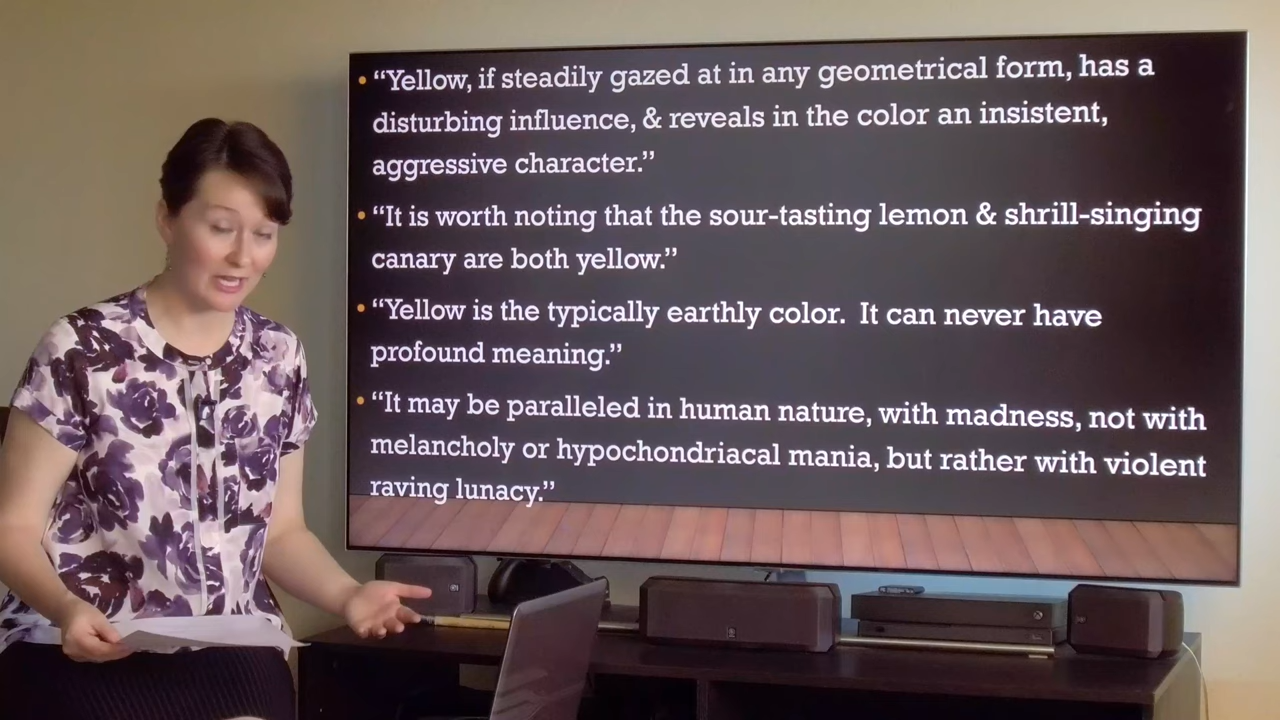 • “Yellow, if steadily gazed at in any geometrical form, has a
disturbing influence, & reveals in the color an insistent,
aggressive character.”
• “It is worth noting that the sour-tasting lemon & shrill-singing
canary are both yellow.”
• “Yellow is the typically earthly color.  It can never have
profound meaning.”
• “It may be paralleled in human nature, with madness, not with
melancholy or hypochondriacal mania, but rather with violent
raving lunacy.”